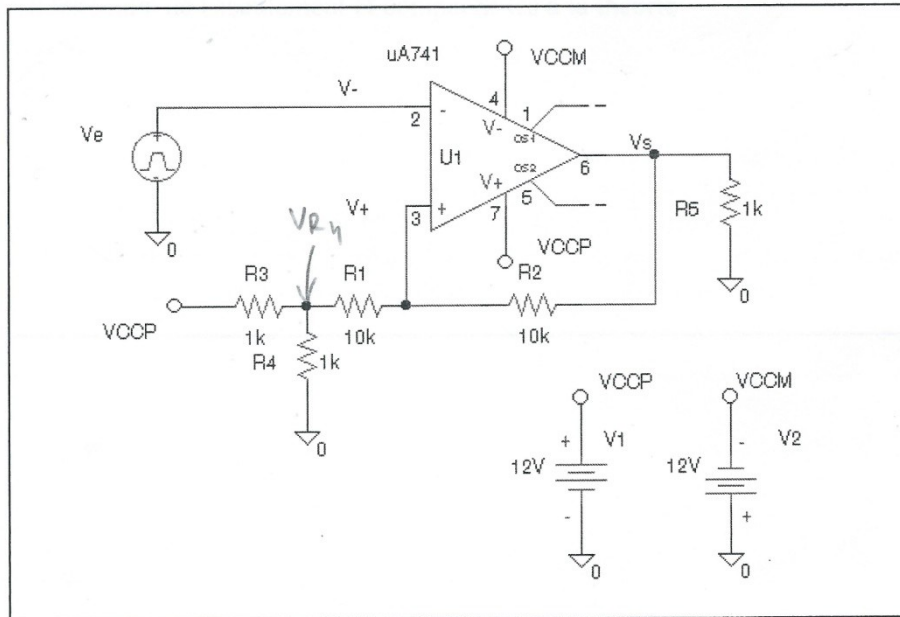 uA741
VCCM
V-
4
1
2
-
V-
OS1
Ve
U1
Vs
OS2
6
V+
5
R5
1k
V+
3
+
7
VR4
0
VCCP
0
R3
R1
R2
VCCP
1k
10k
10k
R4
1k
0
VCCP
VCCM
+
V1
-
V2
12V
12V
-
+
0
0